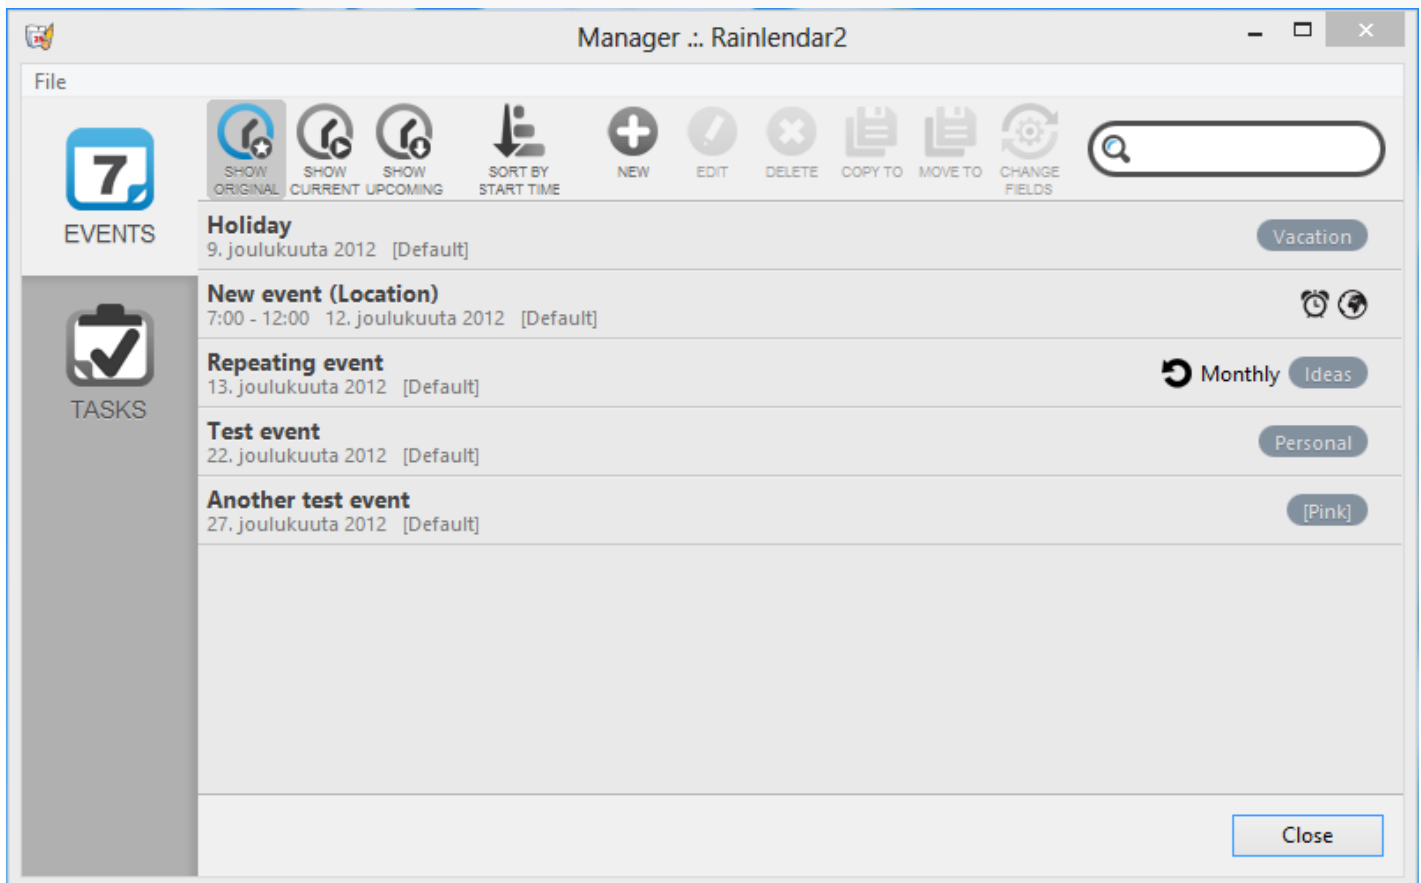 Manager .:. Rainlendar2
File
7
EVENTS
TASKS
SHOW ORIGINAL
SHOW CURRENT
SHOW UPCOMING
SORT BY START TIME
NEW
EDIT
DELETE
COPY TO
MOVE TO
CHANGE FIELDS
Holiday
9. joulukuuta 2012 [Default]
Vacation
New event (Location)
7:00 - 12:00 12. joulukuuta 2012 [Default]
Repeating event
13. joulukuuta 2012 [Default]
Monthly Ideas
Test event
22. joulukuuta 2012 [Default]
Personal
Another test event
27. joulukuuta 2012 [Default]
[Pink]
Close